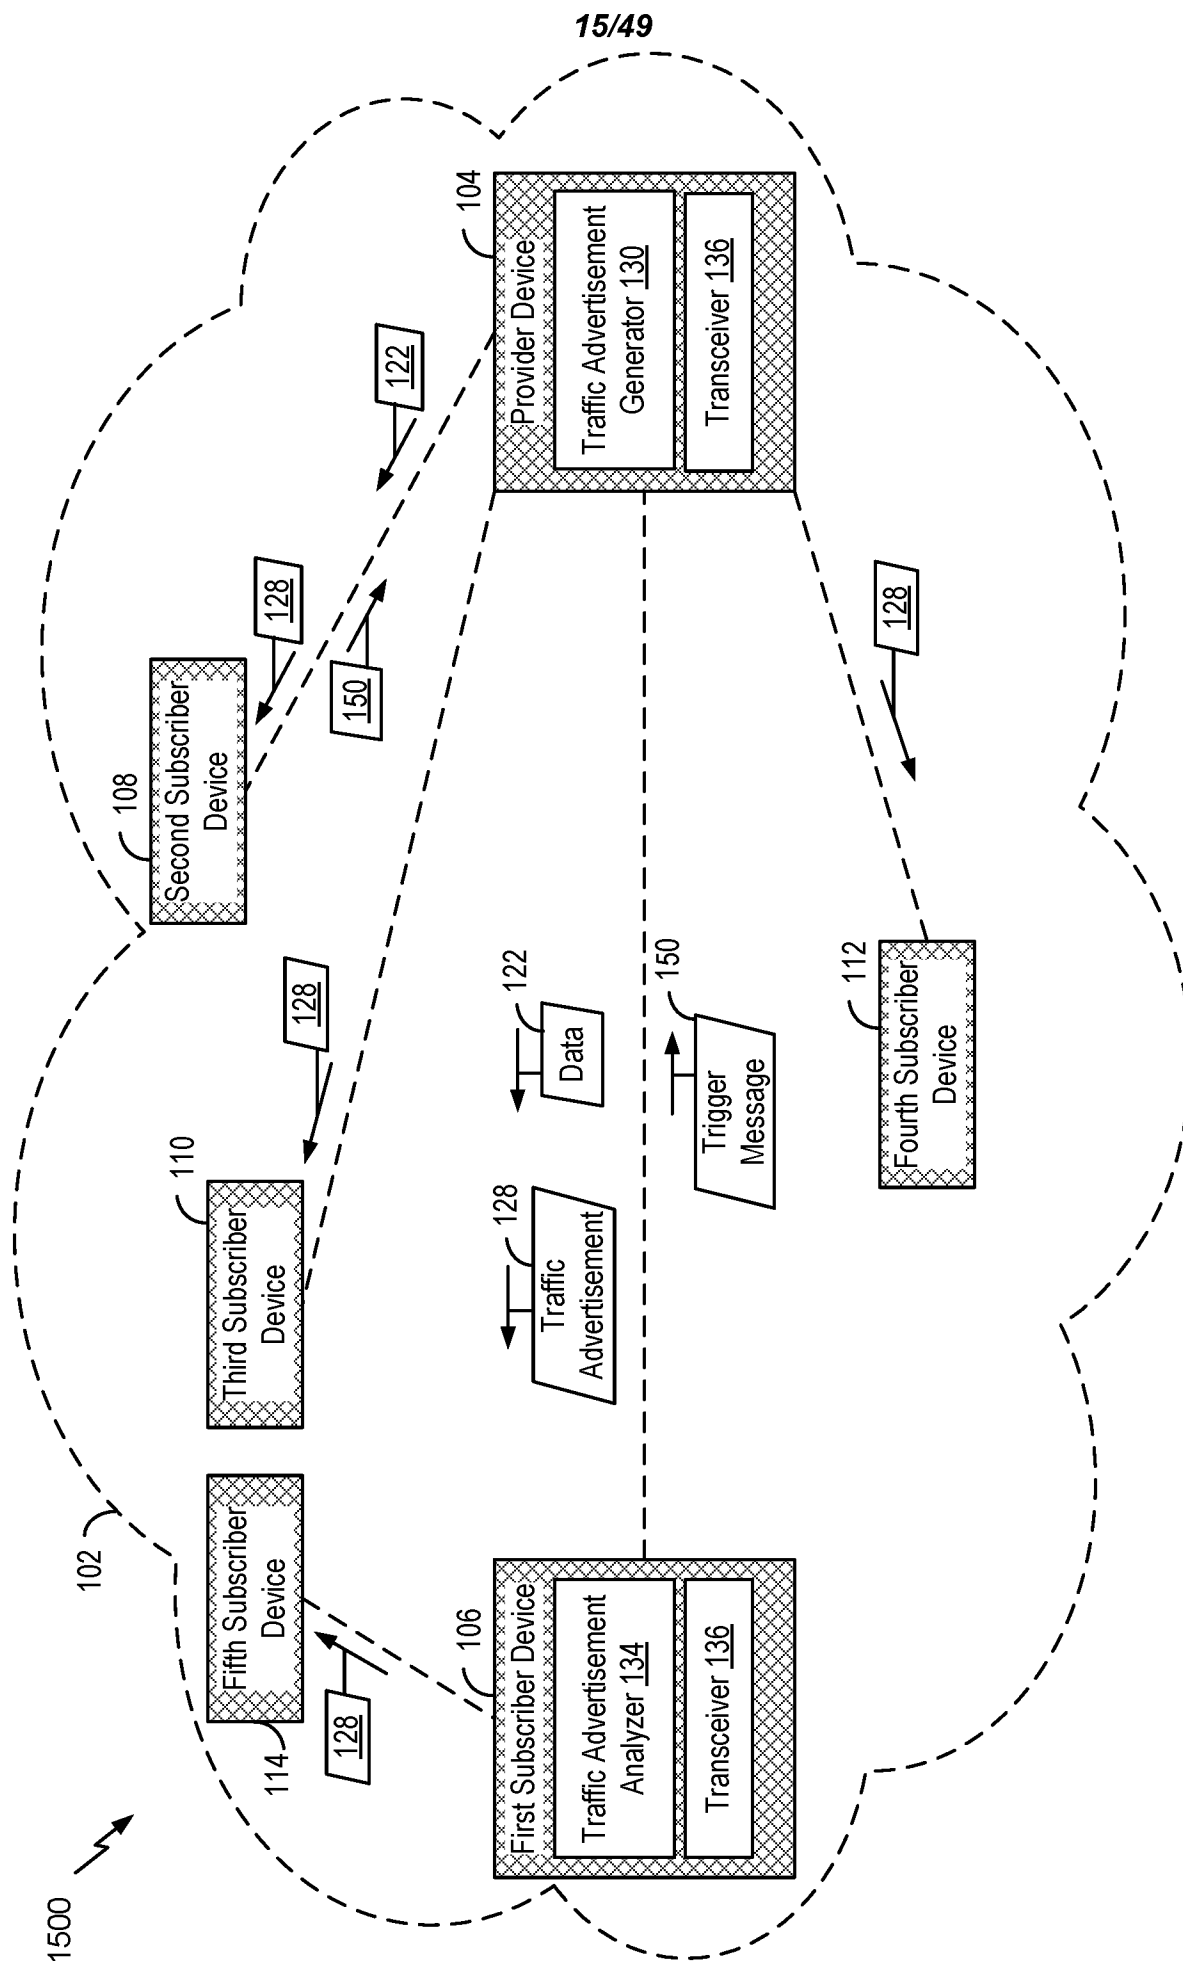 15/49
1500
102
114
Fifth Subscriber
Device
128
110
Third Subscriber
Device
128
108
Second Subscriber
Device
128
150
122
106
First Subscriber Device
Traffic Advertisement
Analyzer 134
Transceiver 136
128
Traffic
Advertisement
122
Data
150
Trigger
Message
104
Provider Device
Traffic Advertisement
Generator 130
Transceiver 136
112
Fourth Subscriber
Device
128